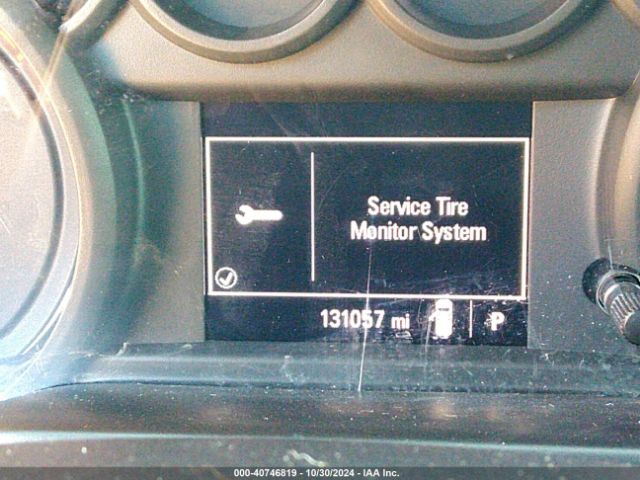 Service Tire
Monitor System
131057 mi
P
000-40746819 - 10/30/2024 - IAA Inc.